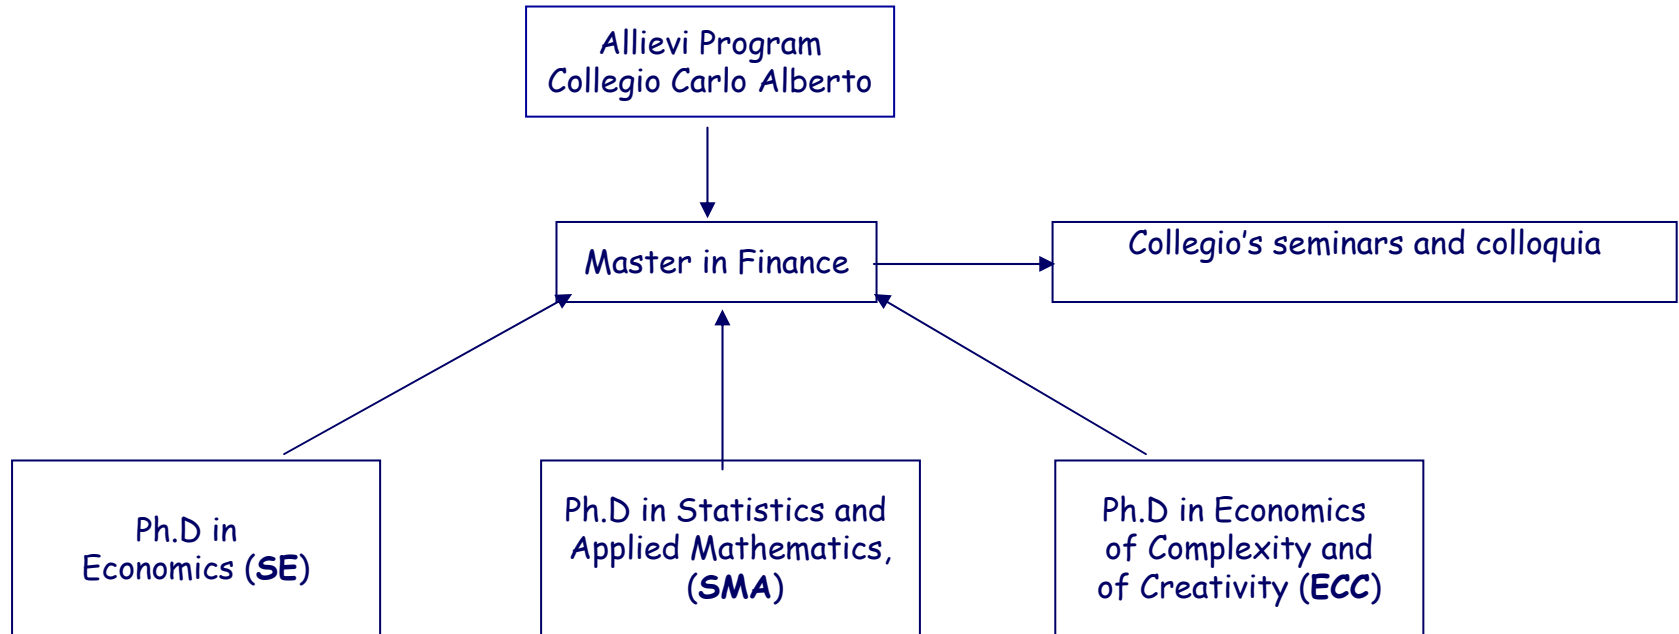 Allievi Program
Collegio Carlo Alberto
Master in Finance
Collegio’s seminars and colloquia
Ph.D in
Economics (SE)
Ph.D in Statistics and
Applied Mathematics,
(SMA)
Ph.D in Economics
of Complexity and
of Creativity (ECC)